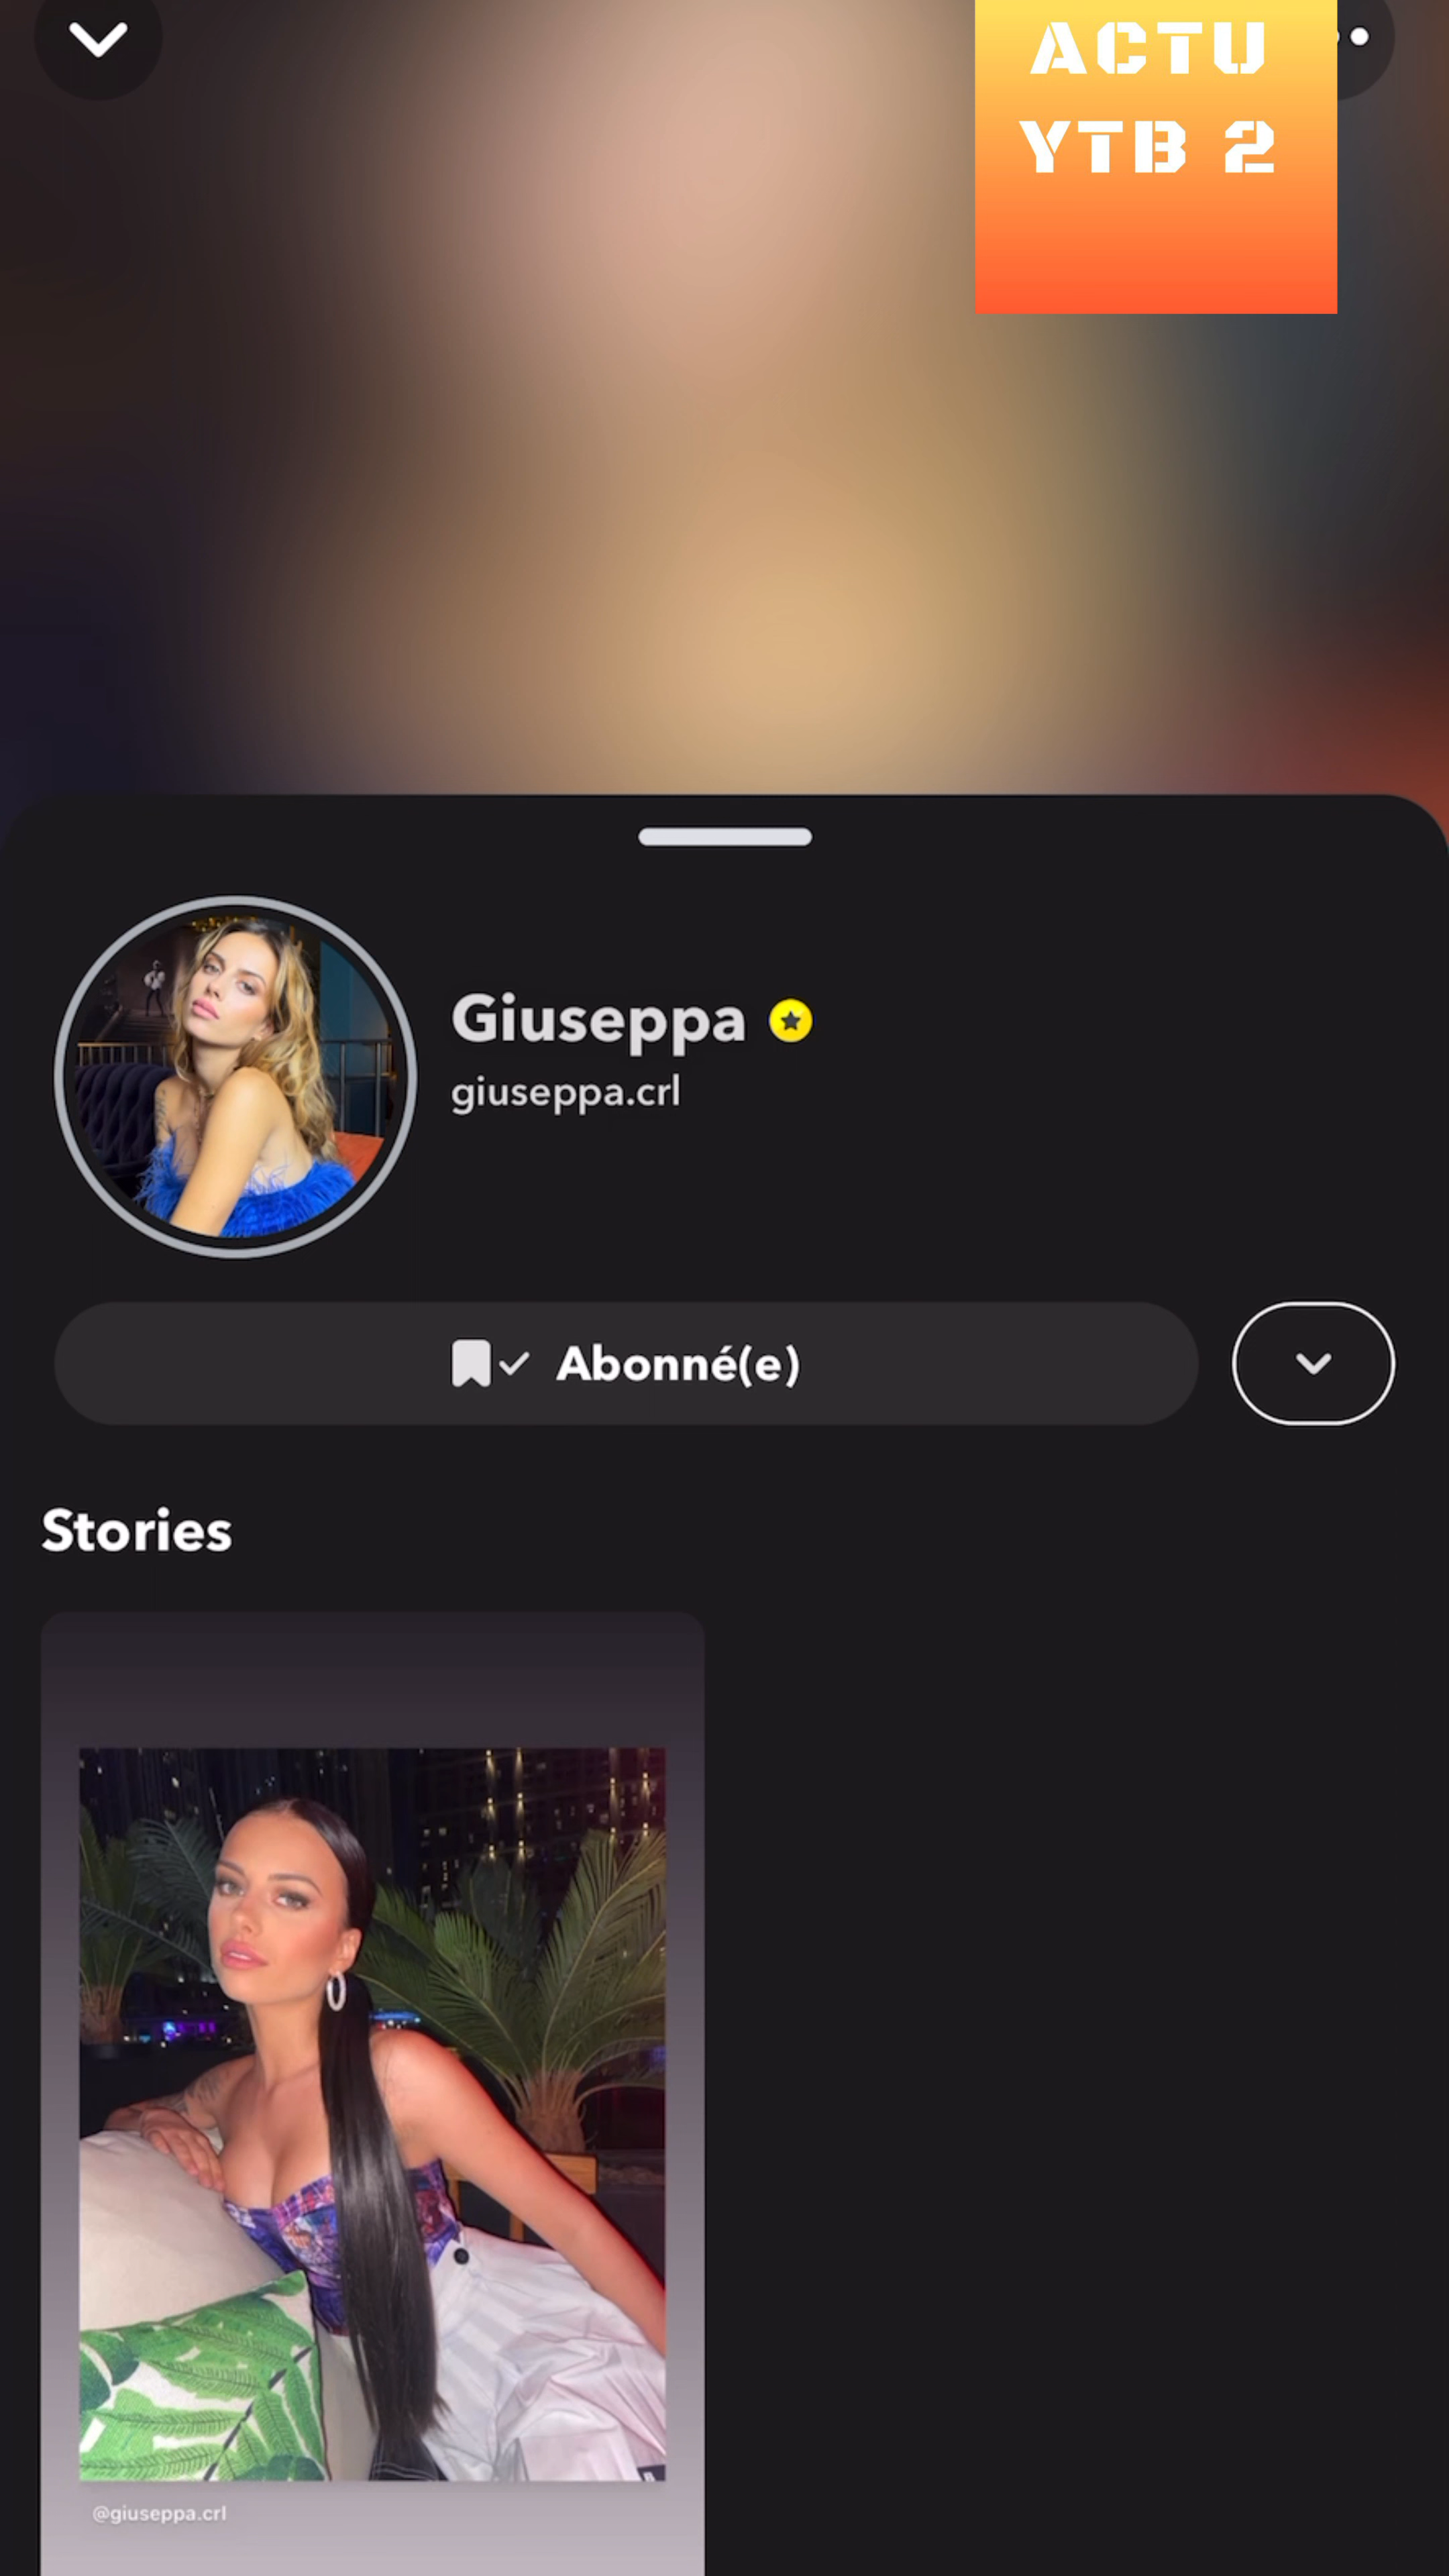 ACTU
YTB 2
Giuseppa
giuseppa.crl
Abonné(e)
Stories
@giuseppa.crl